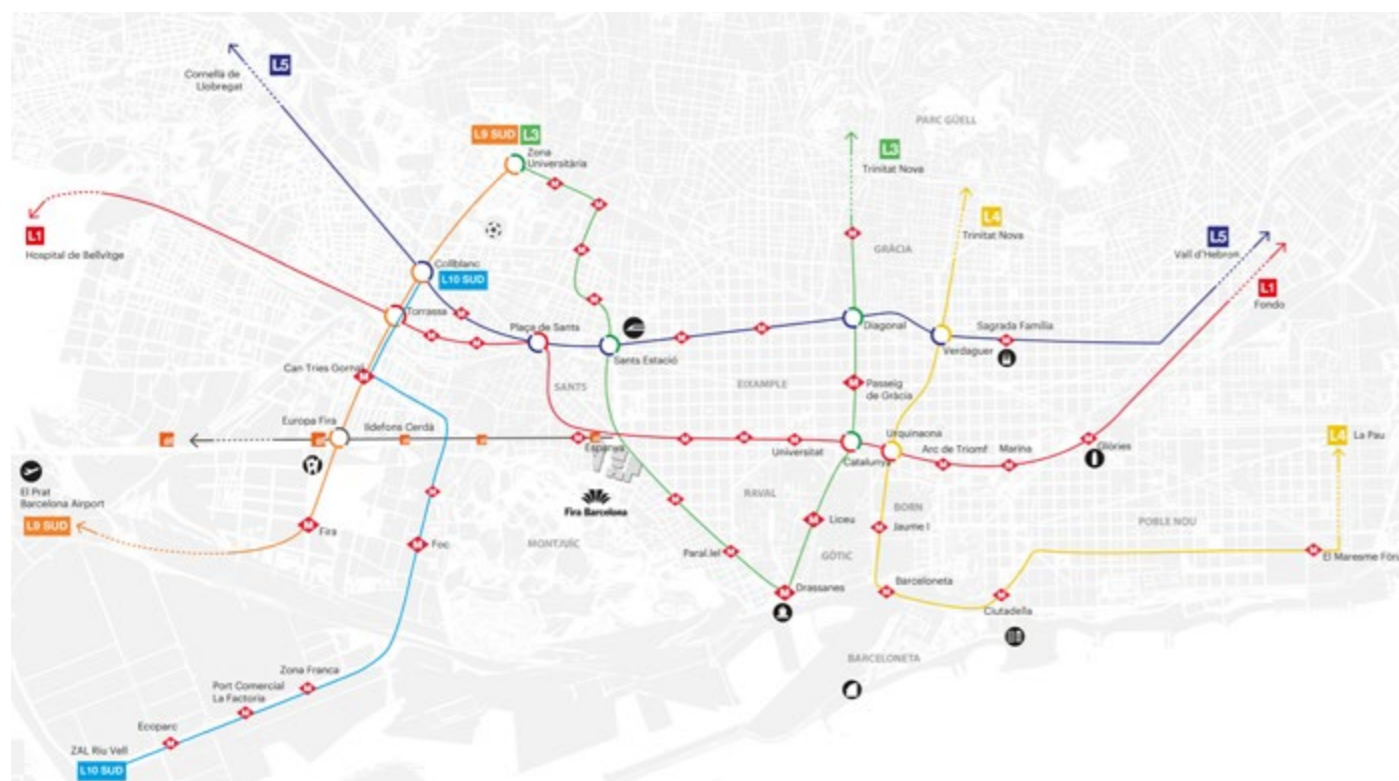 L5
Cornellà de
Llobregat
L9 SUD L3
Zona
Universitària
PARC GÜELL
L3
Trinitat Nova
L4
Trinitat Nova
GRÀCIA
L5
Vall d'Hebron
L1
Hospital de Bellvitge
L1
Fondo
Collblanc
L10 SUD
Torrassa
Plaça de Sants
Sants Estació
Diagonal
Verdaguer
Sagrada Família
Can Tries Gornal
SANTS
EIXAMPLE
Passeig
de Gràcia
Europa Fira
Ildefons Cerdà
Espanya
Universitat
Catalunya
Urquinaona
Arc de Triomf
Marina
Glòries
L4
La Pau
El Prat
Barcelona Airport
L9 SUD
Fira
Fira Barcelona
MONTJUÏC
RAVAL
Liceu
GÒTIC
BORN
Jaume I
POBLE NOU
Foc
Paral.lel
Drassanes
Barceloneta
Ciutadella
El Maresme Fòru
BARCELONETA
Zona Franca
Port Comercial
La Factoria
Ecoparc
ZAL Riu Vell
L10 SUD